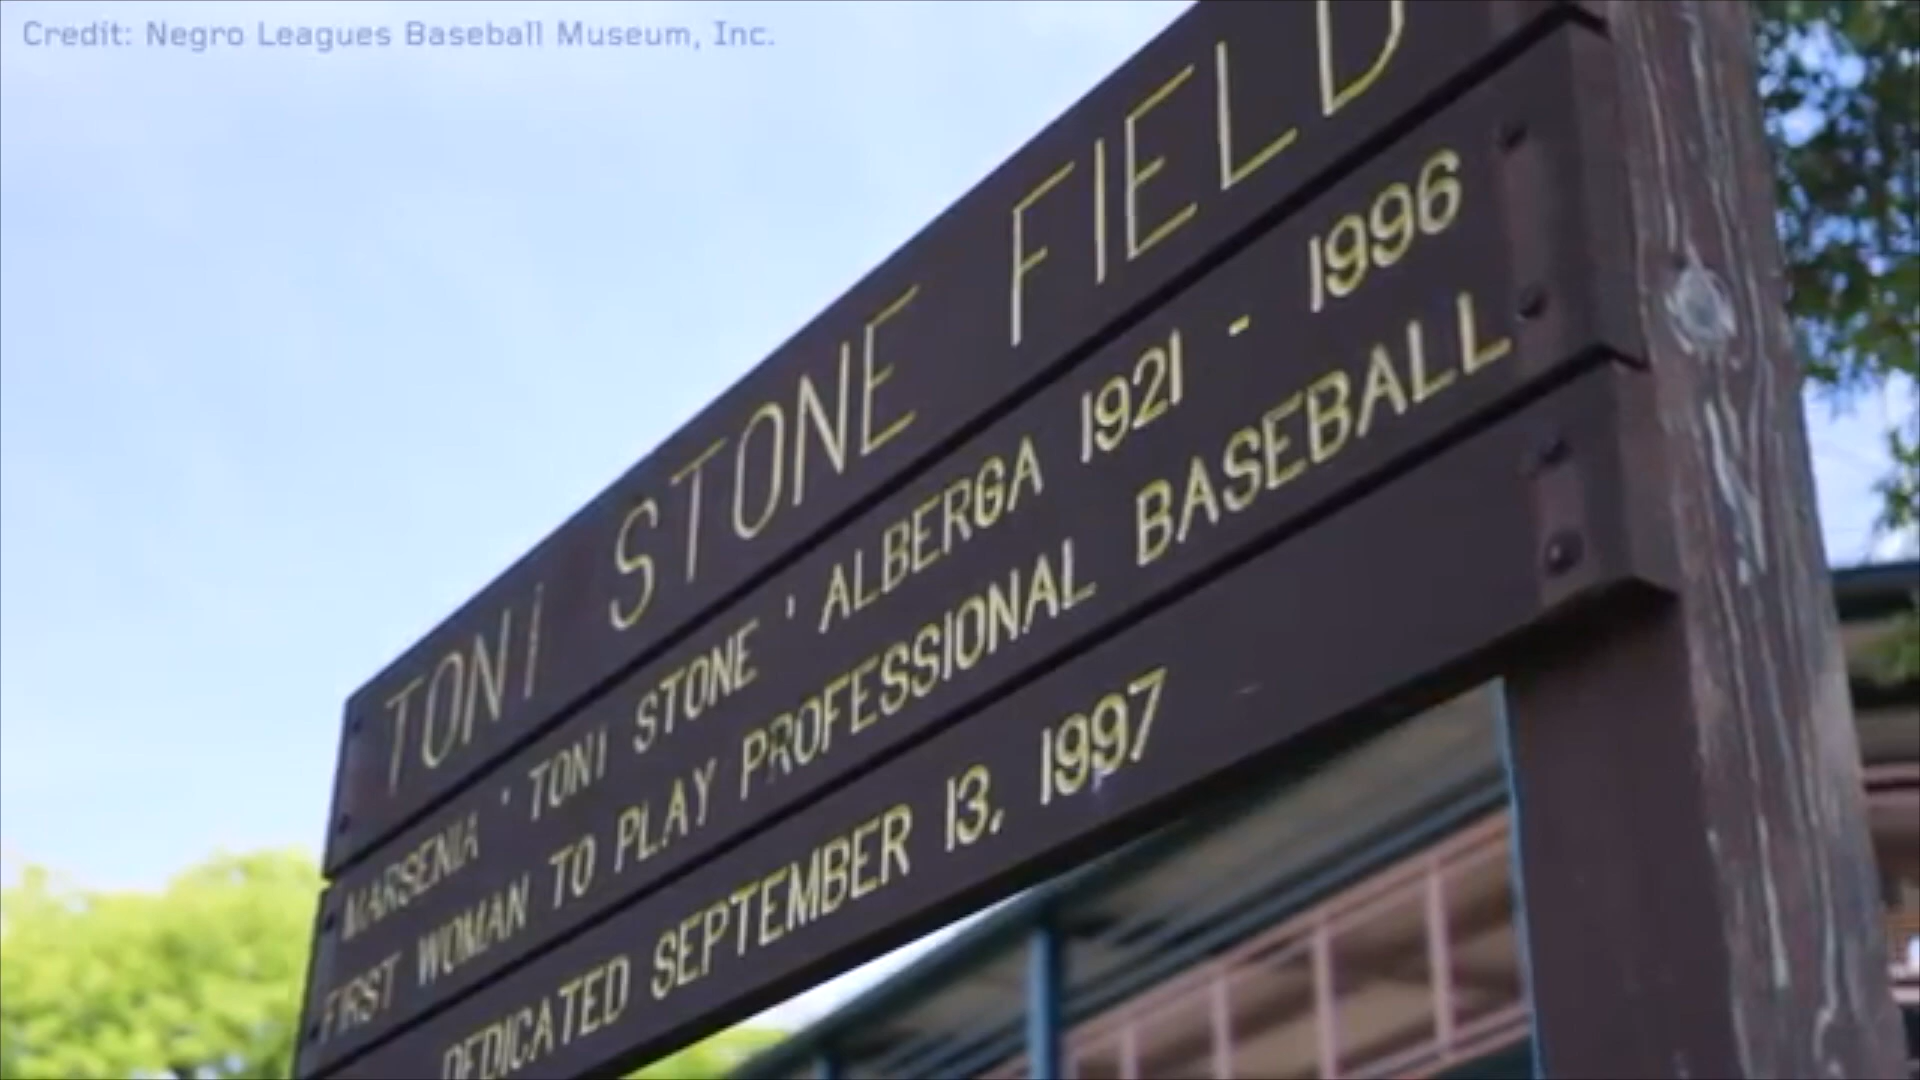 Credit: Negro Leagues Baseball Museum, Inc.
TONI STONE FIELD
MARSENIA ' TONI STONE ' ALBERGA 1921 - 1996
FIRST WOMAN TO PLAY PROFESSIONAL BASEBALL
DEDICATED SEPTEMBER 13, 1997